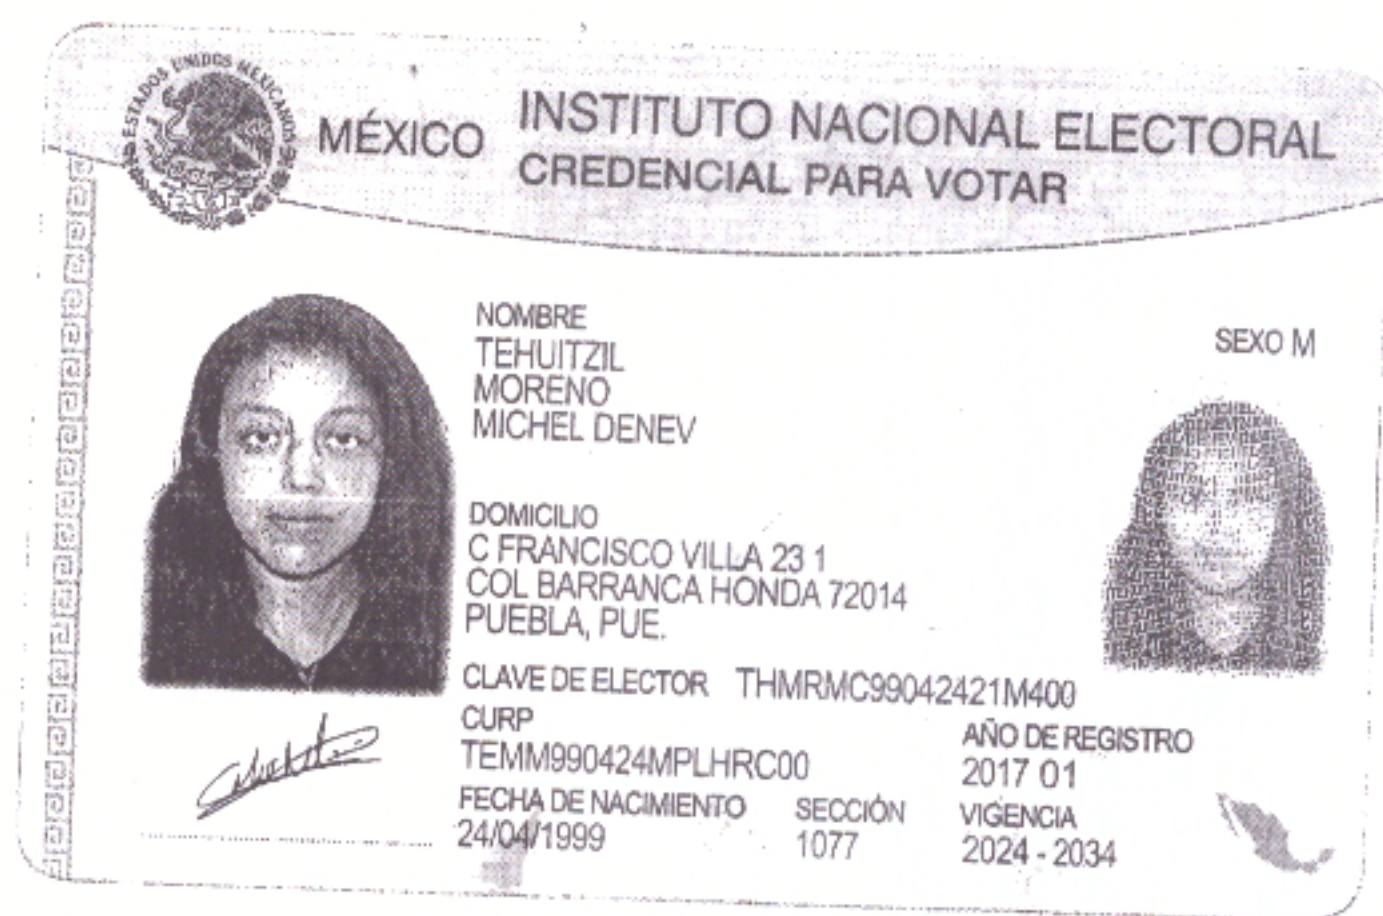 ESTADOS UNIDOS MEXICANOS
MÉXICO
INSTITUTO NACIONAL ELECTORAL
CREDENCIAL PARA VOTAR
NOMBRE
TEHUITZIL
MORENO
MICHEL DENEV
SEXO M
DOMICILIO
C FRANCISCO VILLA 23 1
COL BARRANCA HONDA 72014
PUEBLA, PUE.
CLAVE DE ELECTOR THMRMC99042421M400
CURP
TEMM990424MPLHRC00
AÑO DE REGISTRO
2017 01
FECHA DE NACIMIENTO
24/04/1999
SECCIÓN
1077
VIGENCIA
2024 - 2034